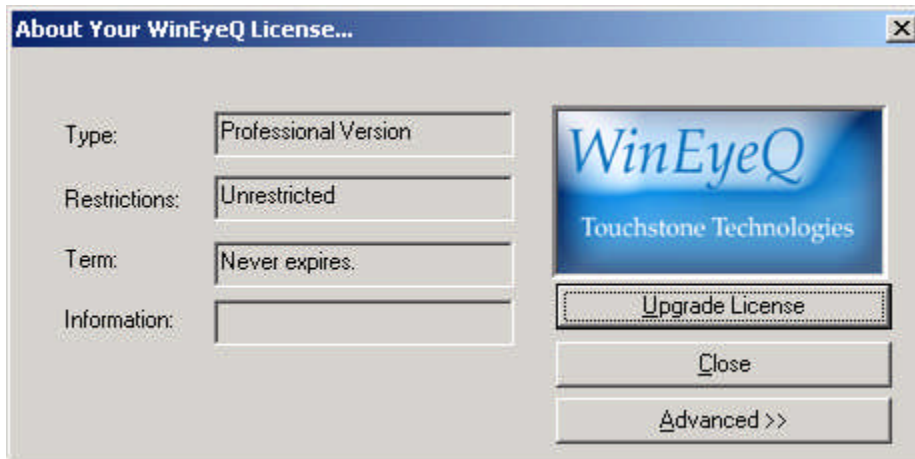 About Your WinEyeQ License...
Type:
Professional Version
Restrictions:
Unrestricted
Term:
Never expires.
Information:
WinEyeQ
Touchstone Technologies
Upgrade License
Close
Advanced >>